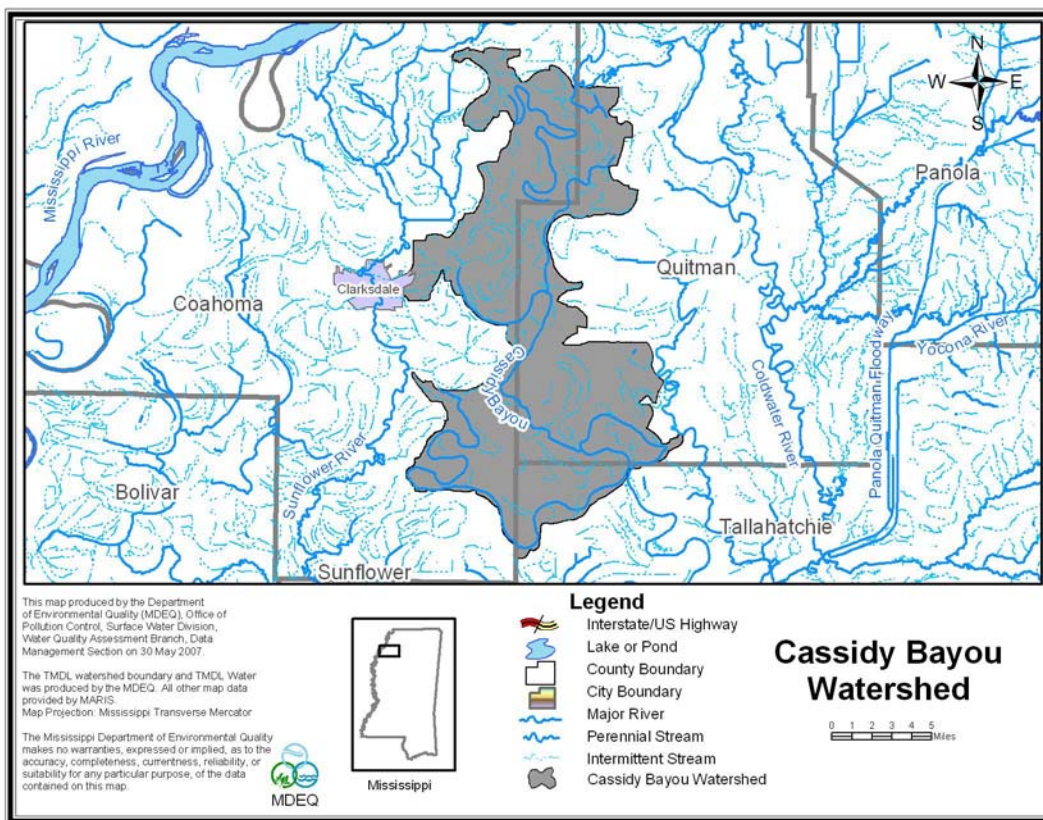 N
W E
S
Mississippi River
Panola
Quitman
Clarksdale
Coahoma
Cassidy Bayou
Panola Quitman Floodway
Yocona River
Coldwater River
Sunflower River
Bolivar
Tallahatchie
Sunflower
This map produced by the Department
of Environmental Quality (MDEQ), Office of
Pollution Control, Surface Water Division,
Water Quality Assessment Branch, Data
Management Section on 30 May 2007.
The TMDL watershed boundary and TMDL Water
was produced by the MDEQ. All other map data
provided by MARIS.
Map Projection: Mississippi Transverse Mercator
The Mississippi Department of Environmental Quality
makes no warranties, expressed or implied, as to the
accuracy, completeness, currentness, reliability, or
suitability for any particular purpose, of the data
contained on this map.
MDEQ
Mississippi
Legend
Interstate/US Highway
Lake or Pond
County Boundary
City Boundary
Major River
Perennial Stream
Intermittent Stream
Cassidy Bayou Watershed
Cassidy Bayou
Watershed
0 1 2 3 4 5
Miles